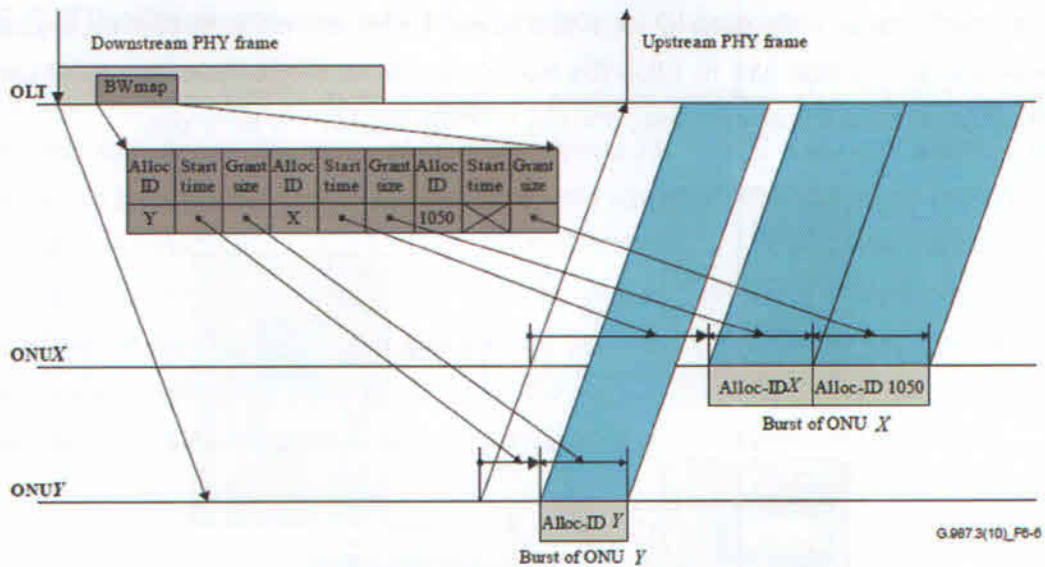 Downstream PHY frame
Upstream PHY frame
BWmap
OLT
Alloc ID Start time Grant size Alloc ID Start time Grant size Alloc ID Start time Grant size
Y X 1050
ONUX
Alloc-IDX Alloc-ID 1050
Burst of ONU X
ONUY
Alloc-ID Y
Burst of ONU Y
G.987.3(10)_F6-6